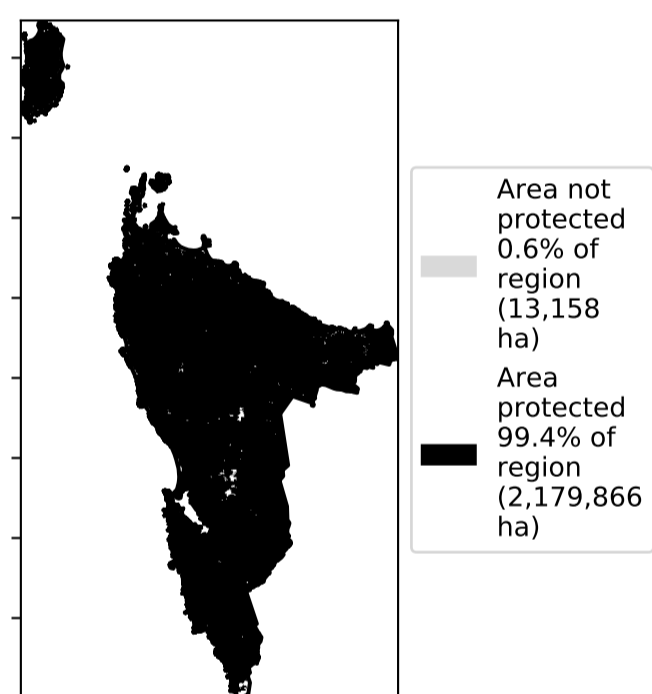 Area not
protected
0.6% of
region
(13,158
ha)
Area
protected
99.4% of
region
(2,179,866
ha)